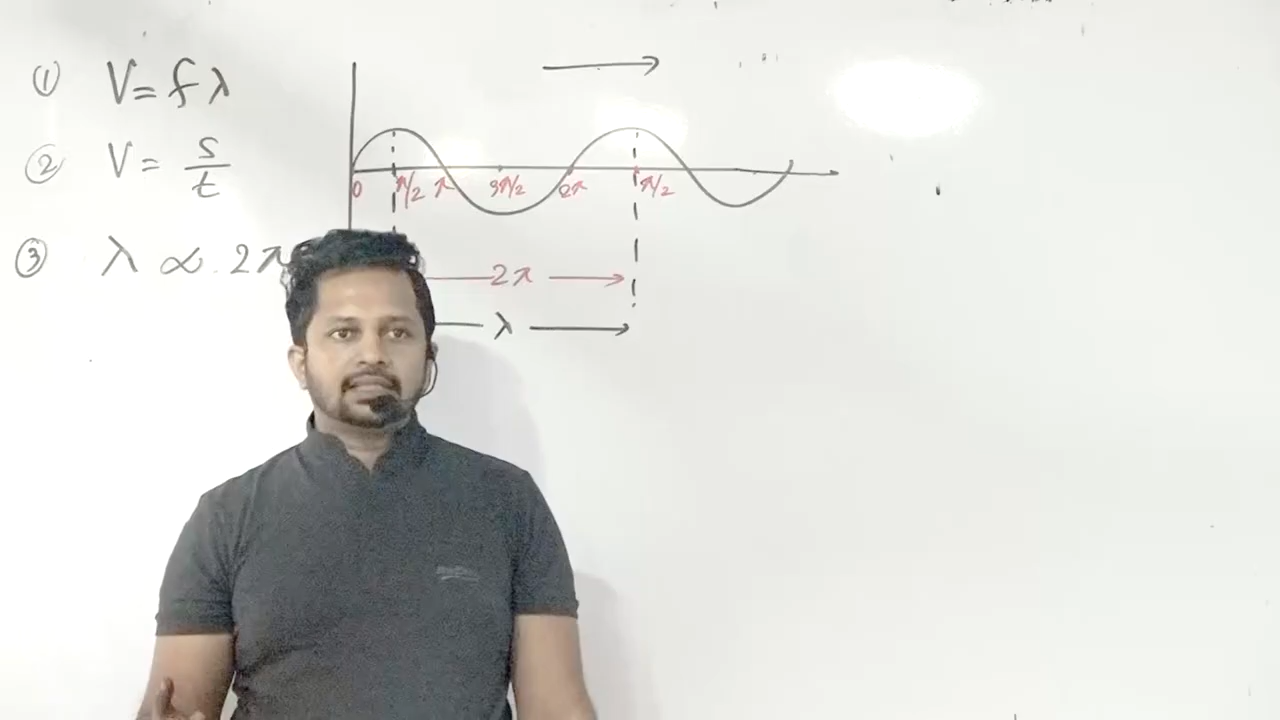 ① V = fλ
② V = s/t
③ λ ∝ 2π
0 π/2 π 3π/2 2π π/2
2π
λ